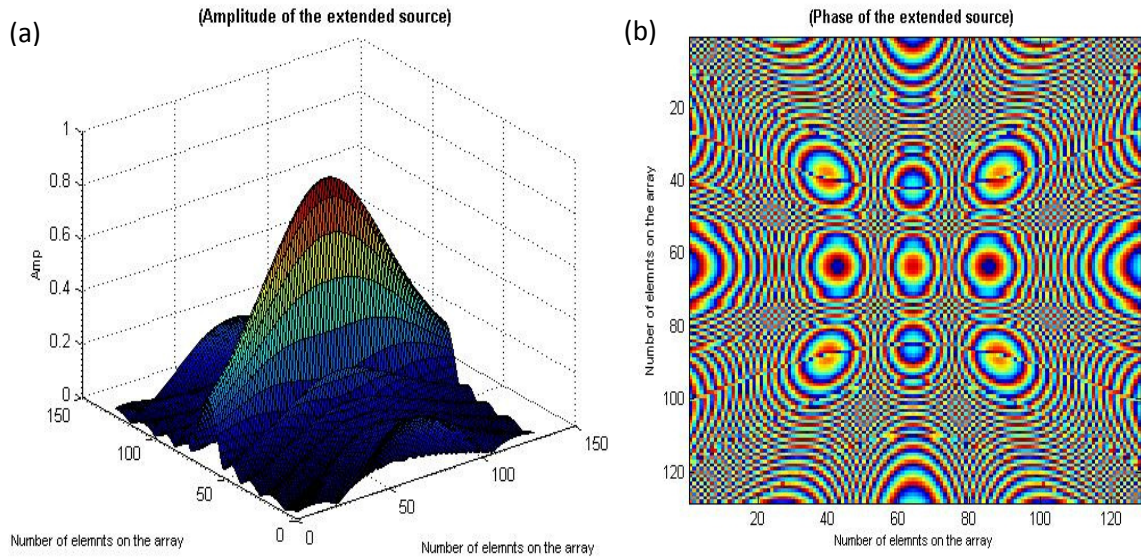 (a)
(Amplitude of the extended source)
1
0.8
0.6
0.4
0.2
0
Amp
150
100
50
0
0
50
100
150
Number of elemnts on the array
Number of elemnts on the array
(b)
(Phase of the extended source)
20
40
60
80
100
120
Number of elemnts on the array
20
40
60
80
100
120
Number of elemnts on the array